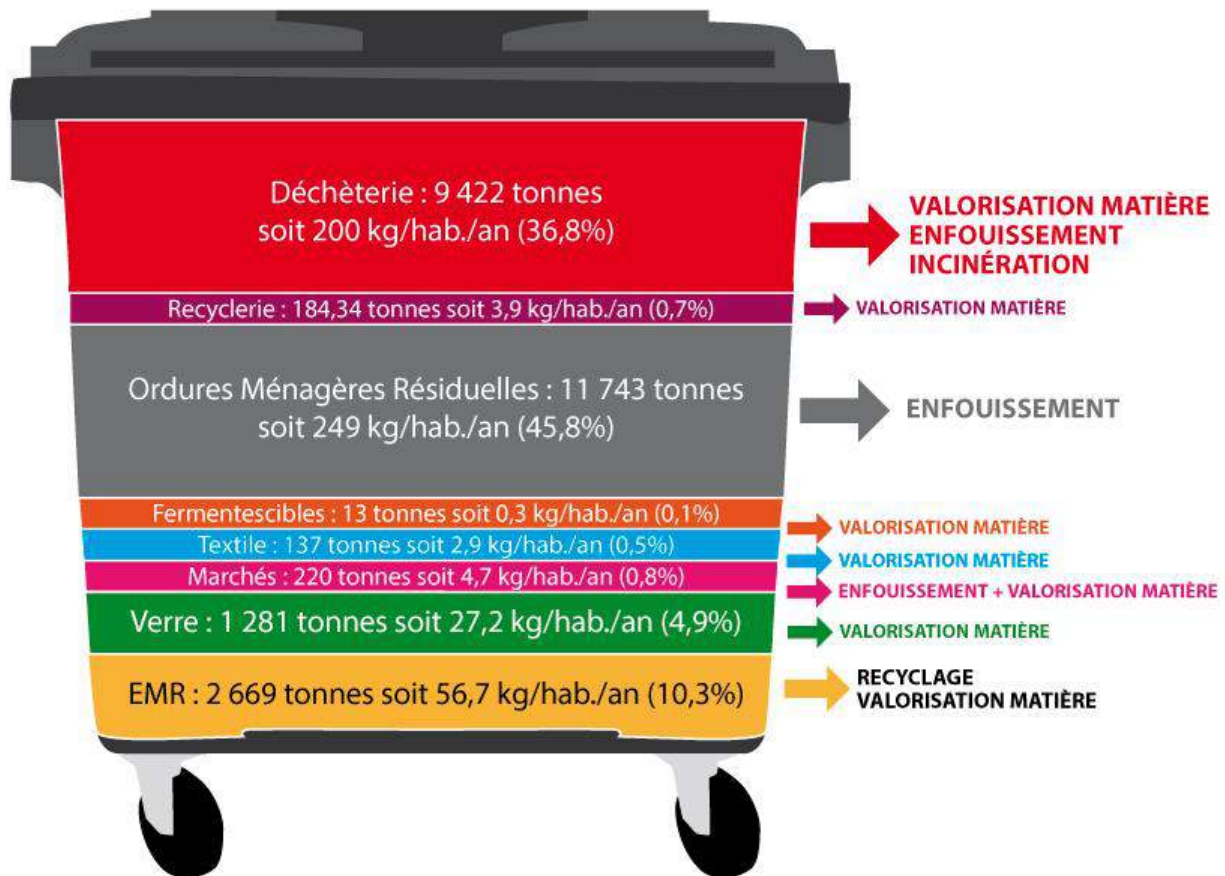 Déchèterie : 9 422 tonnes
soit 200 kg/hab./an (36,8%)
VALORISATION MATIÈRE
ENFOUISSEMENT
INCINÉRATION
Recyclerie : 184,34 tonnes soit 3,9 kg/hab./an (0,7%)
VALORISATION MATIÈRE
Ordures Ménagères Résiduelles : 11 743 tonnes
soit 249 kg/hab./an (45,8%)
ENFOUISSEMENT
Fermentescibles : 13 tonnes soit 0,3 kg/hab./an (0,1%)
VALORISATION MATIÈRE
Textile : 137 tonnes soit 2,9 kg/hab./an (0,5%)
VALORISATION MATIÈRE
Marchés : 220 tonnes soit 4,7 kg/hab./an (0,8%)
ENFOUISSEMENT + VALORISATION MATIÈRE
Verre : 1 281 tonnes soit 27,2 kg/hab./an (4,9%)
VALORISATION MATIÈRE
EMR : 2 669 tonnes soit 56,7 kg/hab./an (10,3%)
RECYCLAGE
VALORISATION MATIÈRE